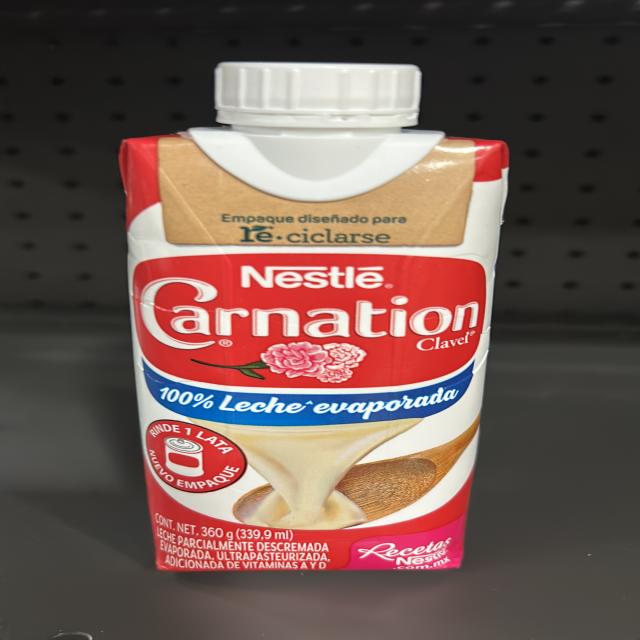 Empaque diseñado para
re·ciclarse
Nestlé®
Carnation®
Clavel®
100% Leche^evaporada
RINDE 1 LATA
NUEVO EMPAQUE
CONT. NET. 360 g (339,9 ml)
LECHE PARCIALMENTE DESCREMADA
EVAPORADA, ULTRAPASTEURIZADA,
ADICIONADA DE VITAMINAS A Y D
Recetas
Nestlé
.com.mx